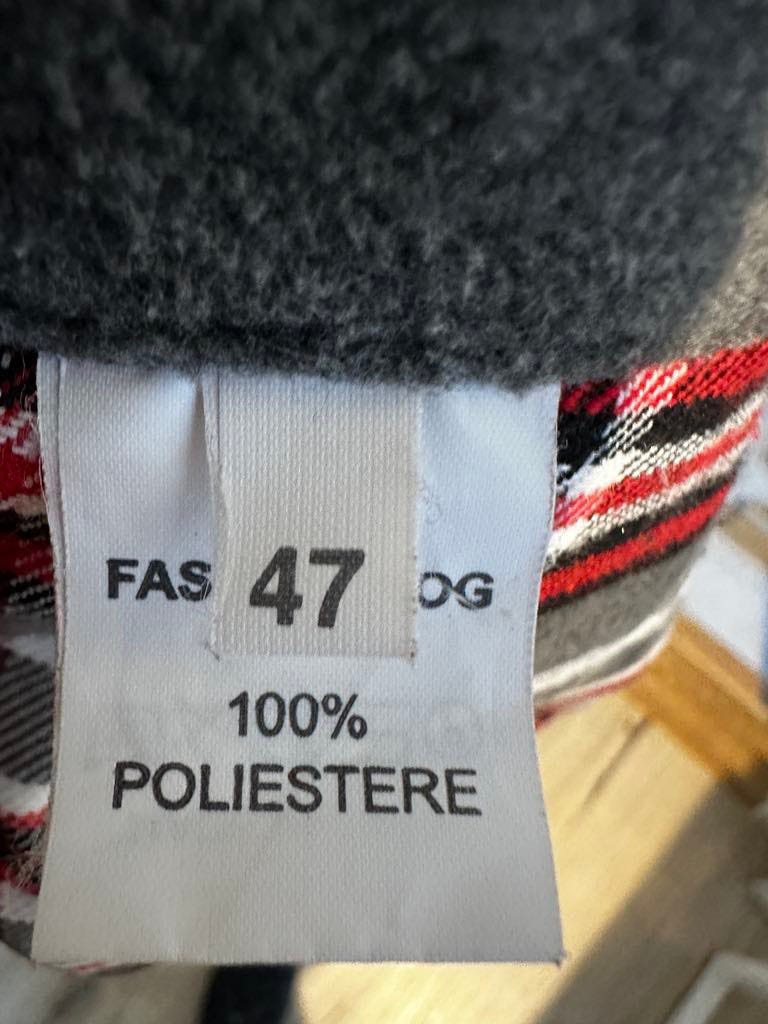 FAS 47 OG
100%
POLIESTERE